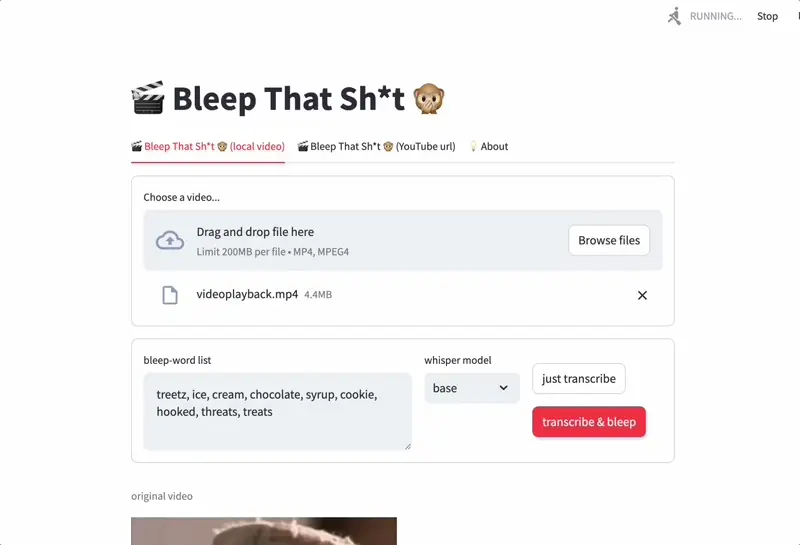 RUNNING...
Stop
🎬 Bleep That Sh*t 🙊
🎬 Bleep That Sh*t 🙊 (local video)
🎬 Bleep That Sh*t 🙊 (YouTube url)
💡 About
Choose a video...
Drag and drop file here
Limit 200MB per file • MP4, MPEG4
Browse files
videoplayback.mp4 4.4MB
bleep-word list
treetz, ice, cream, chocolate, syrup, cookie,
hooked, threats, treats
whisper model
base
just transcribe
transcribe & bleep
original video